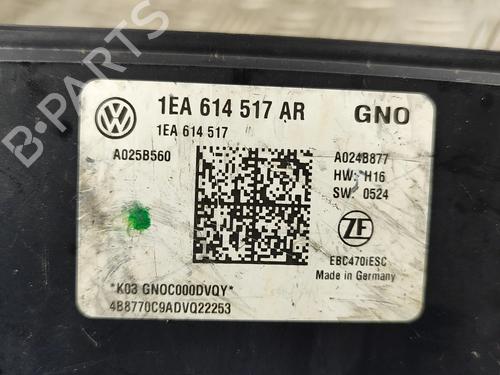 1EA 614 517 AR GNO
1EA 614 517
A025B560
A024B877
HW: H16
SW: 0524
ZF
EBC470iESC
Made in Germany
*K03 GNOC000DVQY*
4B8770C9ADVQ22253
B-PARTS